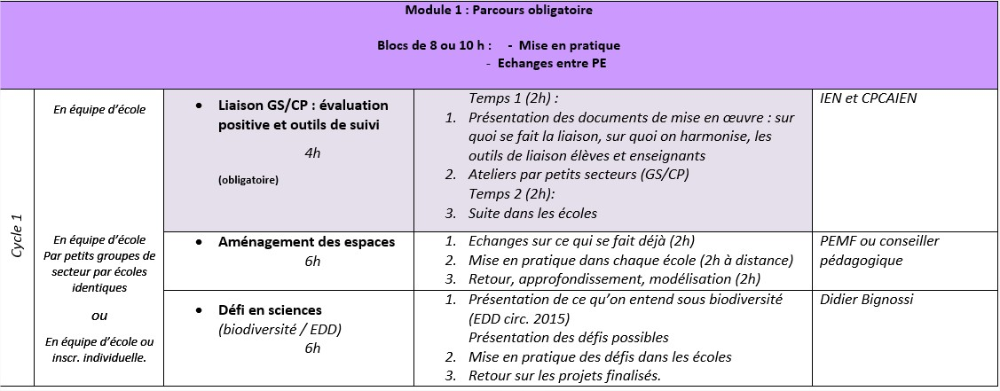 Module 1 : Parcours obligatoire
Blocs de 8 ou 10 h : - Mise en pratique
- Echanges entre PE
Cycle 1
En équipe d'école
• Liaison GS/CP : évaluation
positive et outils de suivi
4h
(obligatoire)
Temps 1 (2h) :
1. Présentation des documents de mise en œuvre : sur
quoi se fait la liaison, sur quoi on harmonise, les
outils de liaison élèves et enseignants
2. Ateliers par petits secteurs (GS/CP)
Temps 2 (2h):
3. Suite dans les écoles
IEN et CPCAIEN
En équipe d'école
Par petits groupes de
secteur par écoles
identiques
ou
En équipe d'école ou
inscr. individuelle.
• Aménagement des espaces
6h
1. Echanges sur ce qui se fait déjà (2h)
2. Mise en pratique dans chaque école (2h à distance)
3. Retour, approfondissement, modélisation (2h)
PEMF ou conseiller
pédagogique
• Défi en sciences
(biodiversité / EDD)
6h
1. Présentation de ce qu'on entend sous biodiversité
(EDD circ. 2015)
Présentation des défis possibles
2. Mise en pratique des défis dans les écoles
3. Retour sur les projets finalisés.
Didier Bignossi